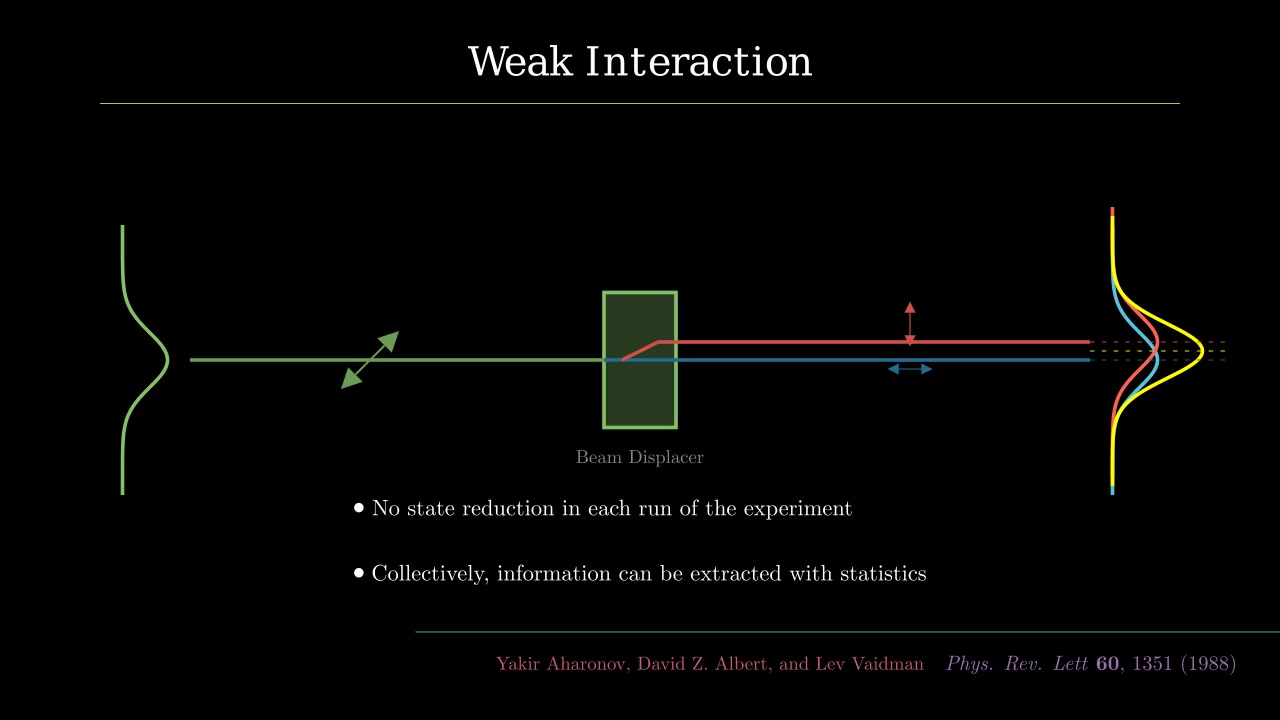 Weak Interaction
Beam Displacer
• No state reduction in each run of the experiment
• Collectively, information can be extracted with statistics
Yakir Aharonov, David Z. Albert, and Lev Vaidman Phys. Rev. Lett 60, 1351 (1988)